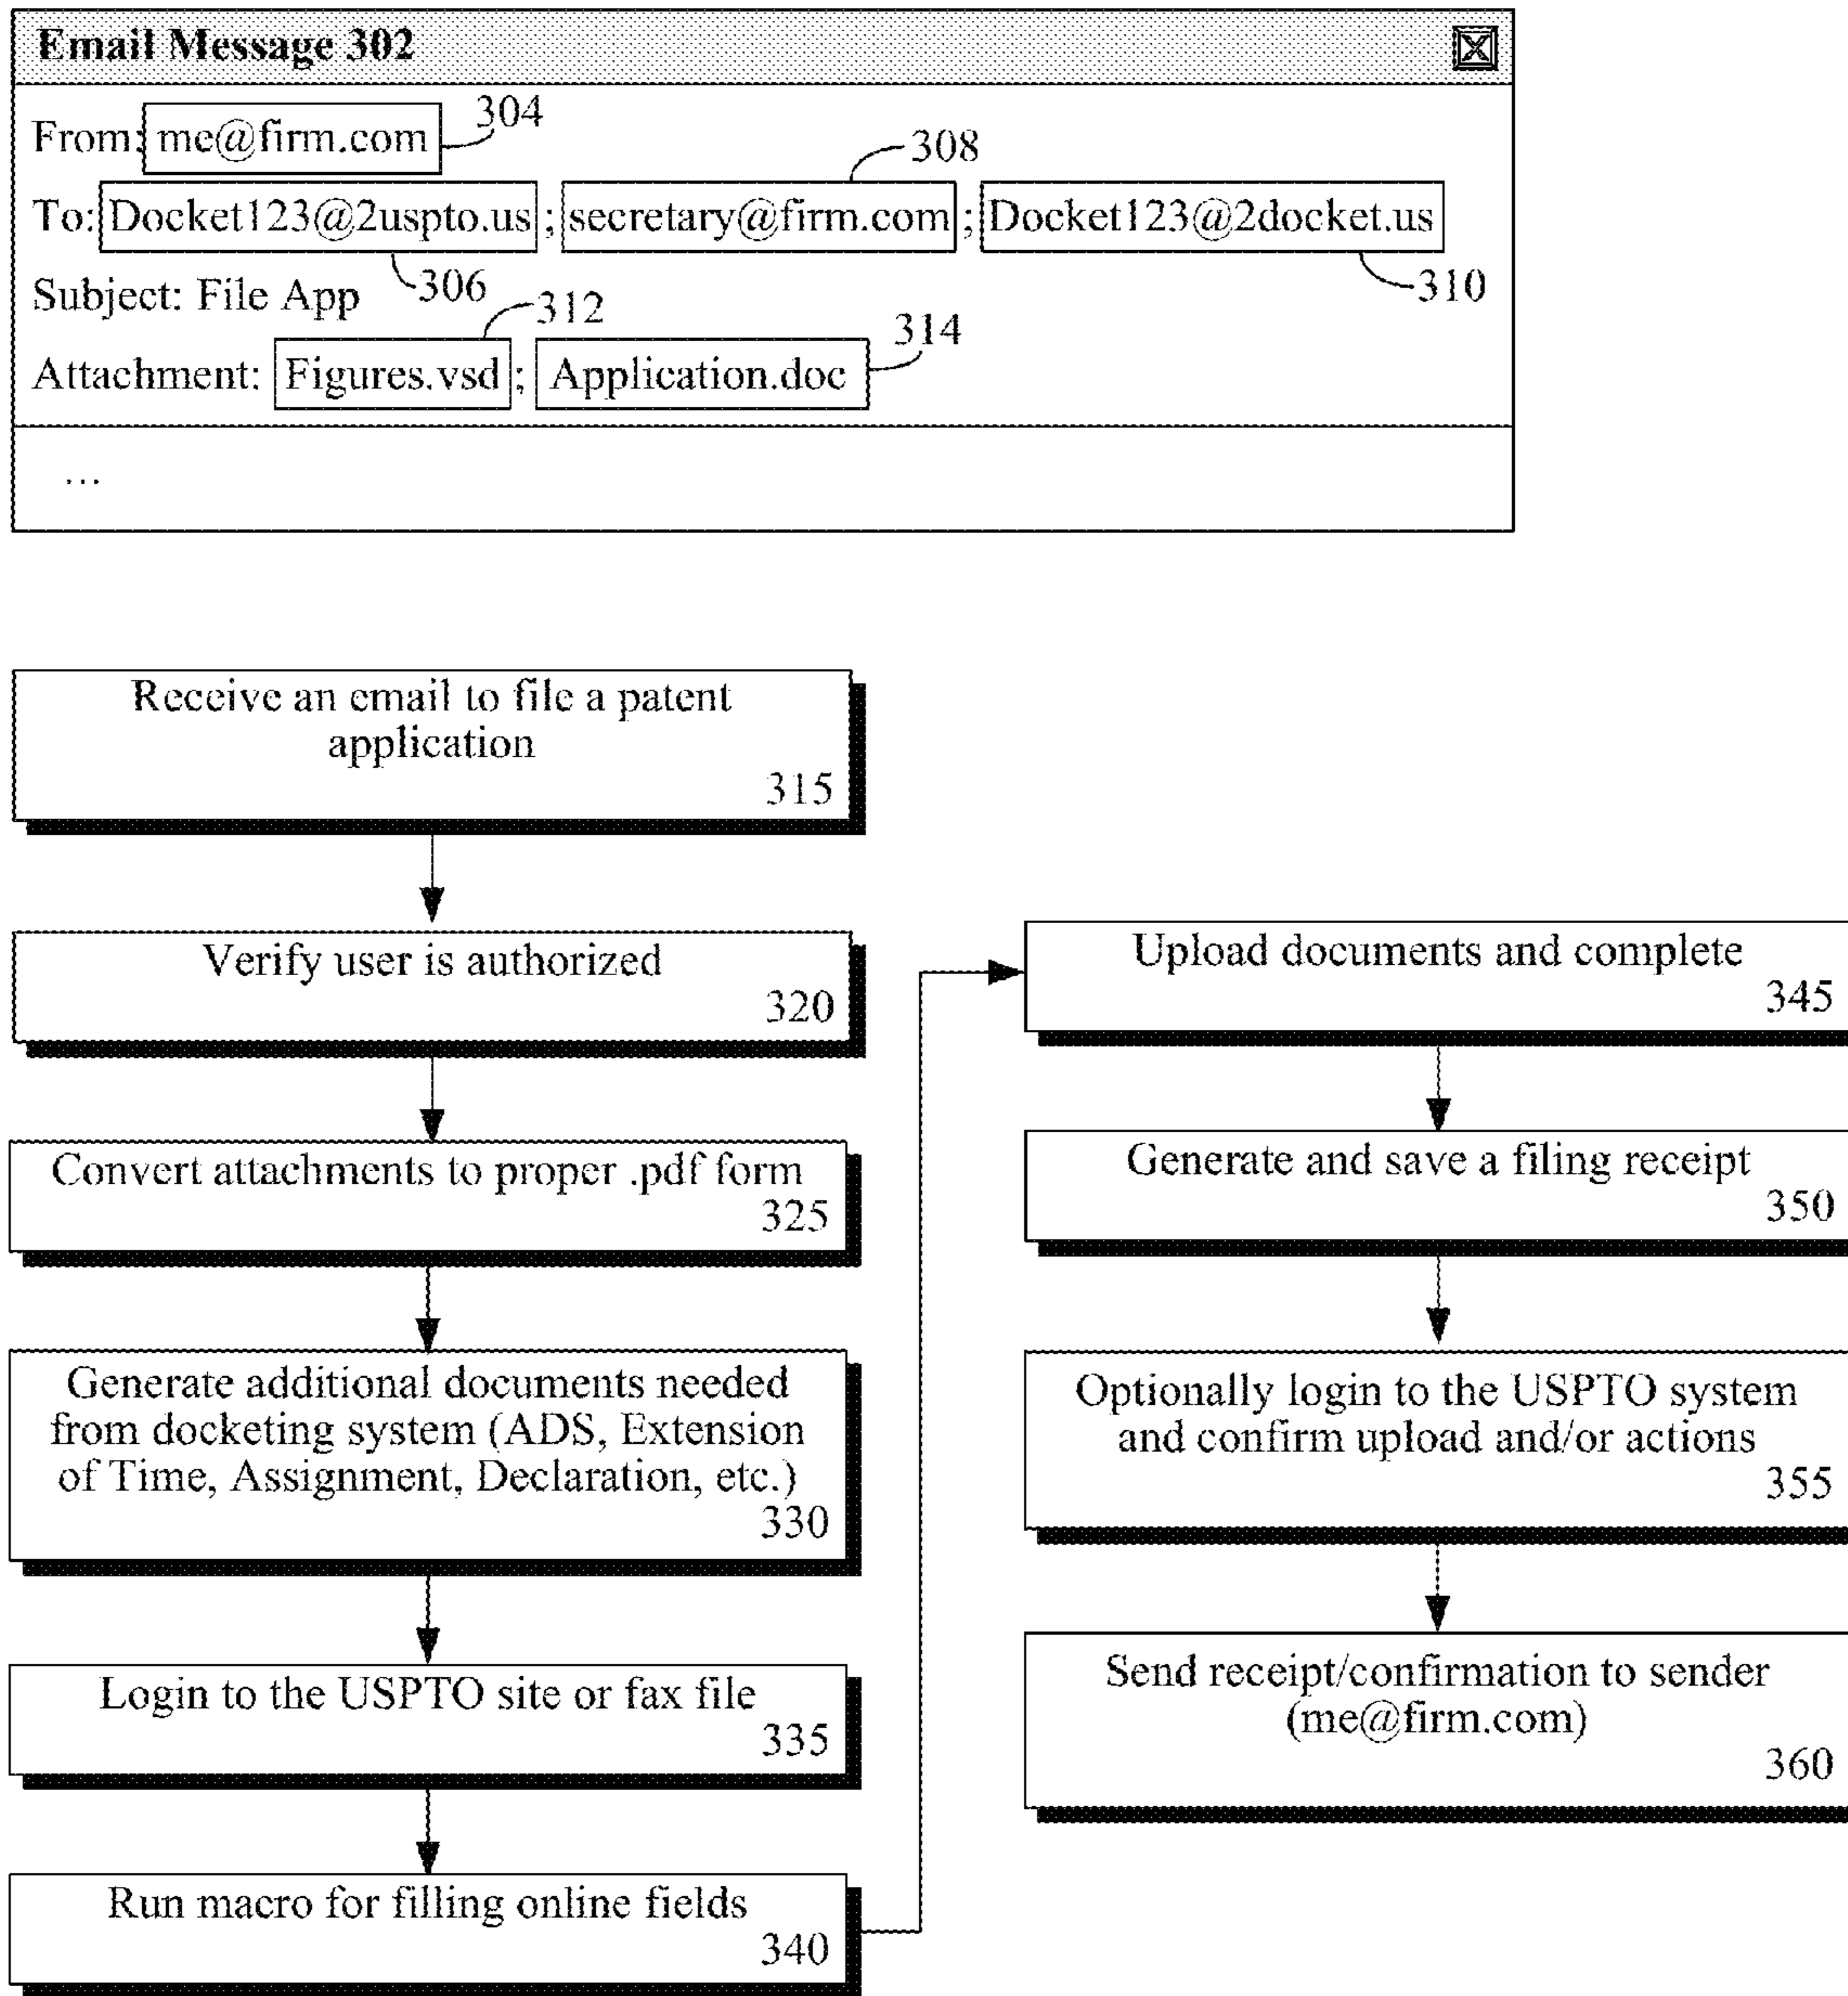 Email Message 302
X
From: me@firm.com 304
308
To: Docket123@2uspto.us ; secretary@firm.com ; Docket123@2docket.us
306
310
Subject: File App
312
314
Attachment: Figures.vsd ; Application.doc
...
Receive an email to file a patent
application
315
Verify user is authorized
320
Convert attachments to proper .pdf form
325
Generate additional documents needed
from docketing system (ADS, Extension
of Time, Assignment, Declaration, etc.)
330
Login to the USPTO site or fax file
335
Run macro for filling online fields
340
Upload documents and complete
345
Generate and save a filing receipt
350
Optionally login to the USPTO system
and confirm upload and/or actions
355
Send receipt/confirmation to sender
(me@firm.com)
360